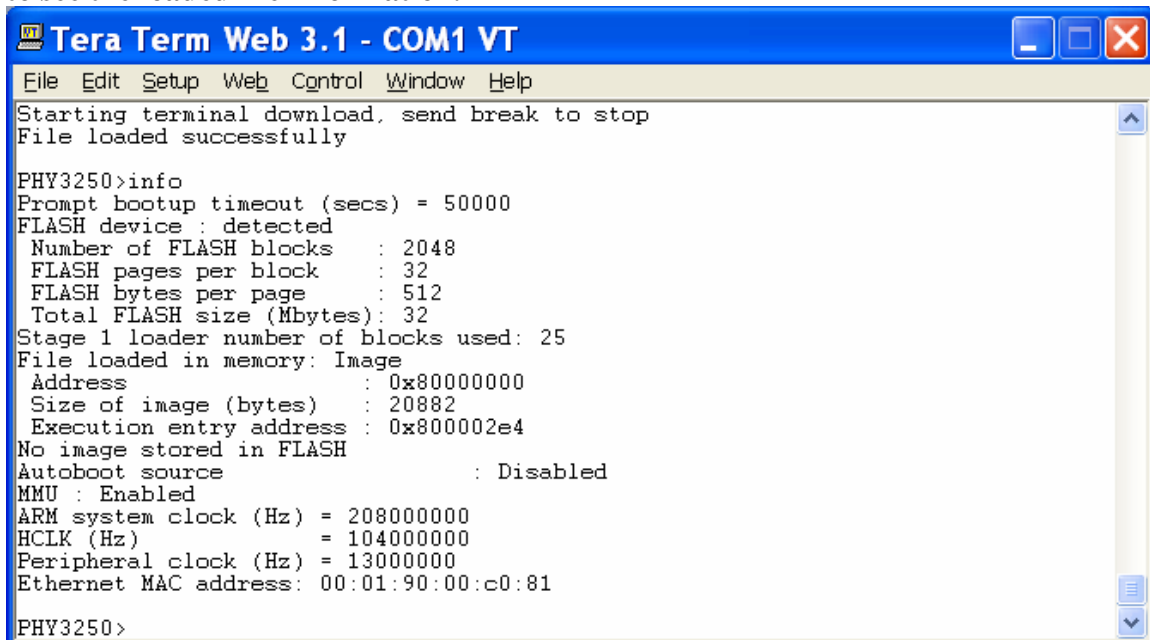 Tera Term Web 3.1 - COM1 VT
File Edit Setup Web Control Window Help
Starting terminal download, send break to stop
File loaded successfully
PHY3250>info
Prompt bootup timeout (secs) = 50000
FLASH device : detected
Number of FLASH blocks : 2048
FLASH pages per block : 32
FLASH bytes per page : 512
Total FLASH size (Mbytes): 32
Stage 1 loader number of blocks used: 25
File loaded in memory: Image
Address : 0x80000000
Size of image (bytes) : 20882
Execution entry address : 0x800002e4
No image stored in FLASH
Autoboot source : Disabled
MMU : Enabled
ARM system clock (Hz) = 208000000
HCLK (Hz) = 104000000
Peripheral clock (Hz) = 13000000
Ethernet MAC address: 00:01:90:00:c0:81
PHY3250>